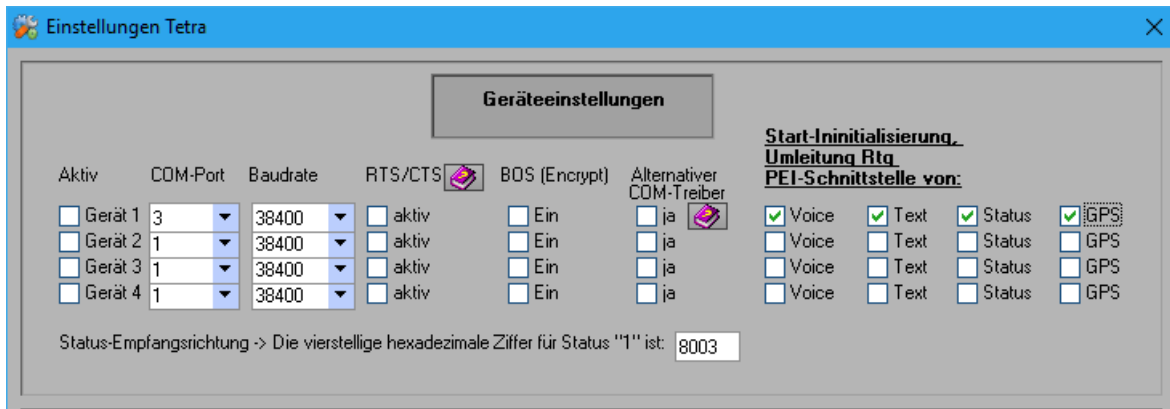 Einstellungen Tetra
Geräteeinstellungen
Start-Ininitialisierung,
Umleitung Rtg
PEI-Schnittstelle von:
Aktiv COM-Port Baudrate RTS/CTS BOS (Encrypt) Alternativer
COM-Treiber
Gerät 1 3 38400 aktiv Ein ja Voice Text Status GPS
Gerät 2 1 38400 aktiv Ein ja Voice Text Status GPS
Gerät 3 1 38400 aktiv Ein ja Voice Text Status GPS
Gerät 4 1 38400 aktiv Ein ja Voice Text Status GPS
Status-Empfangsrichtung -> Die vierstellige hexadezimale Ziffer für Status "1" ist: 8003